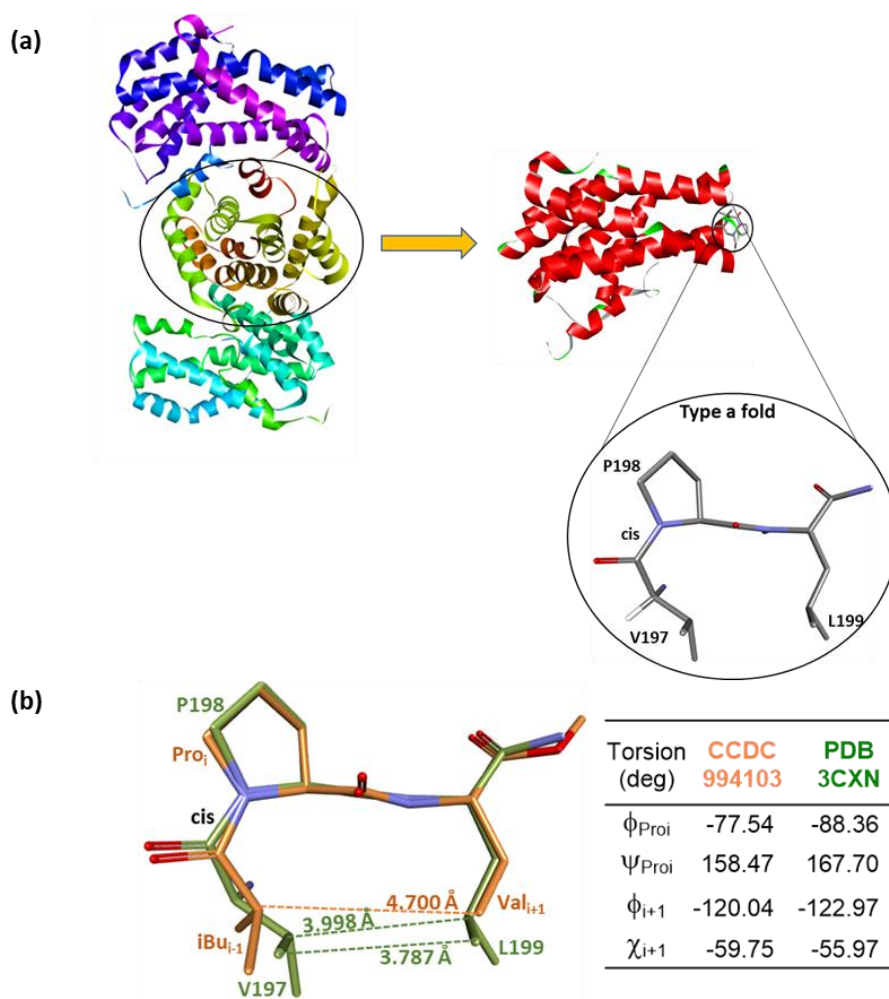 (a)
Type a fold
P198
cis
V197
L199
(b)
P198
Proi
cis
4.700 Å
Vali+1
3.998 Å
iBui-1
3.787 Å
L199
V197
Torsion (deg) CCDC 994103 PDB 3CXN
ϕProi -77.54 -88.36
ψProi 158.47 167.70
ϕi+1 -120.04 -122.97
χi+1 -59.75 -55.97